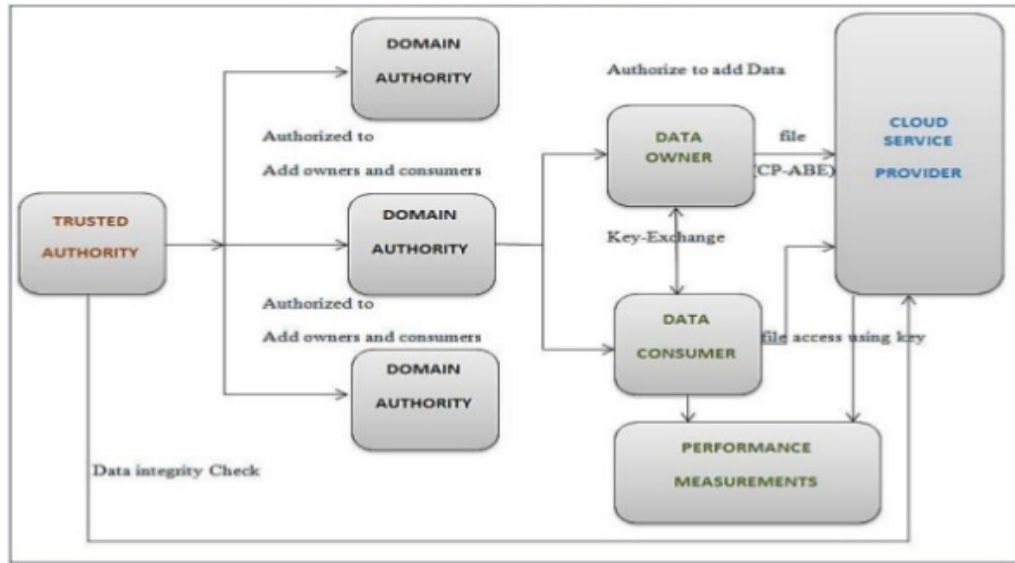 DOMAIN
AUTHORITY
Authorize to add Data
DATA
OWNER
file
(CP-ABE)
CLOUD
SERVICE
PROVIDER
Authorized to
Add owners and consumers
TRUSTED
AUTHORITY
DOMAIN
AUTHORITY
Key-Exchange
Authorized to
Add owners and consumers
DATA
CONSUMER
file access using key
DOMAIN
AUTHORITY
PERFORMANCE
MEASUREMENTS
Data integrity Check